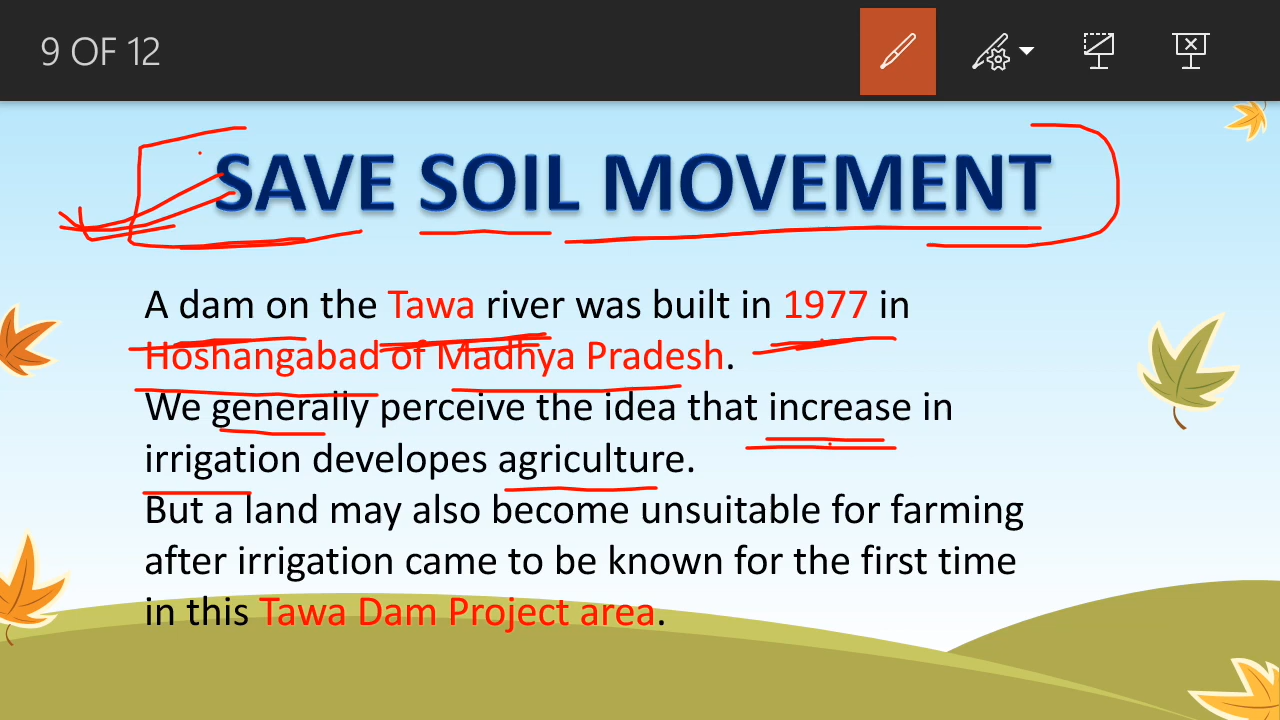 9 OF 12
SAVE SOIL MOVEMENT
A dam on the Tawa river was built in 1977 in
Hoshangabad of Madhya Pradesh.
We generally perceive the idea that increase in
irrigation developes agriculture.
But a land may also become unsuitable for farming
after irrigation came to be known for the first time
in this Tawa Dam Project area.